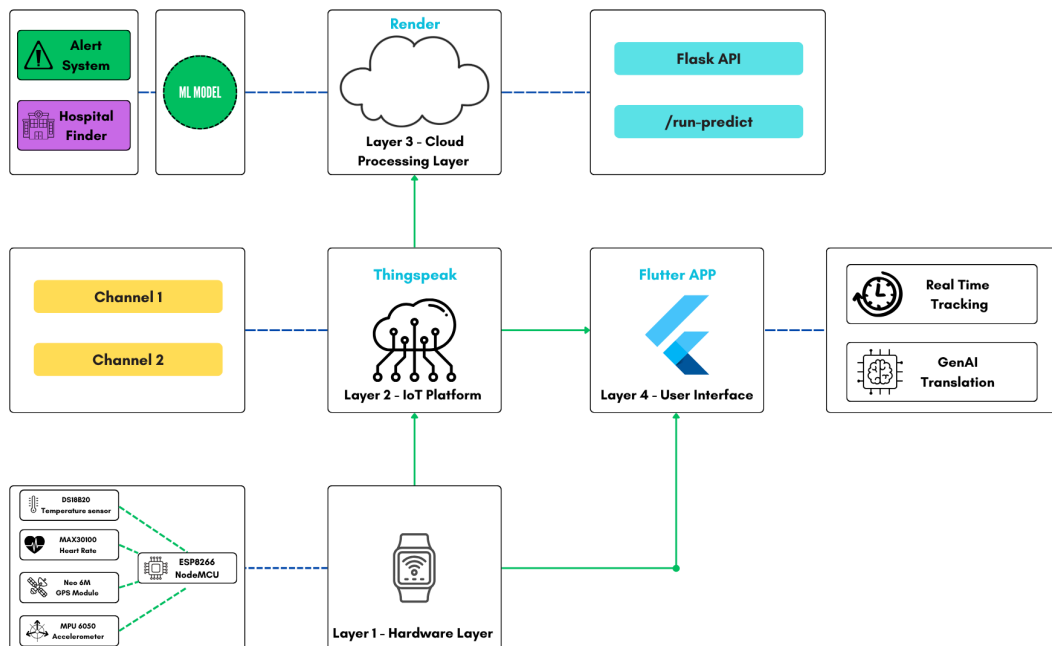 Alert
System
Hospital
Finder
ML MODEL
Render
Layer 3 - Cloud
Processing Layer
Flask API
/run-predict
Channel 1
Channel 2
Thingspeak
Layer 2 - IoT Platform
Flutter APP
Layer 4 - User Interface
Real Time
Tracking
GenAI
Translation
DS18B20
Temperature sensor
MAX30100
Heart Rate
Neo 6M
GPS Module
MPU 6050
Accelerometer
ESP8266
NodeMCU
Layer 1 - Hardware Layer